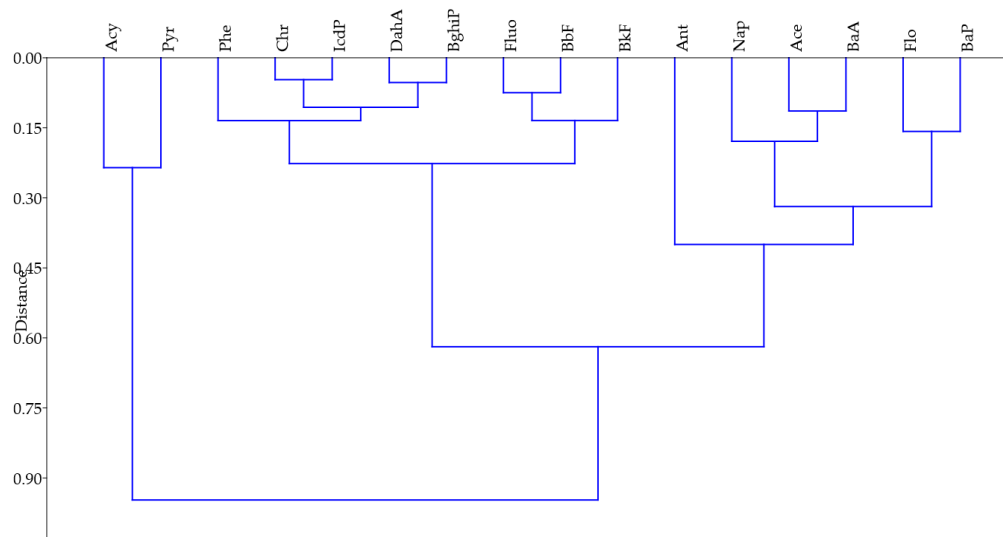 Acy
Pyr
Phe
Chr
IcdP
DahA
BghiP
Fluo
BbF
BkF
Ant
Nap
Ace
BaA
Flo
BaP
0.00
0.15
0.30
0.45
0.60
0.75
0.90
Distance